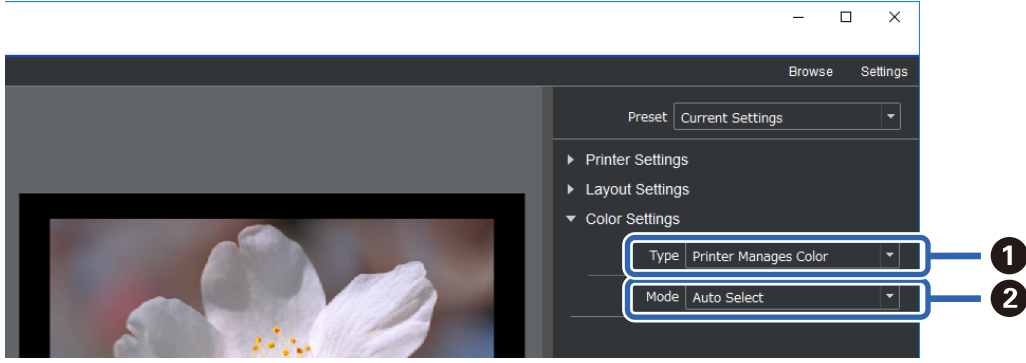 Browse Settings
Preset Current Settings
Printer Settings
Layout Settings
Color Settings
Type Printer Manages Color
1
Mode Auto Select
2